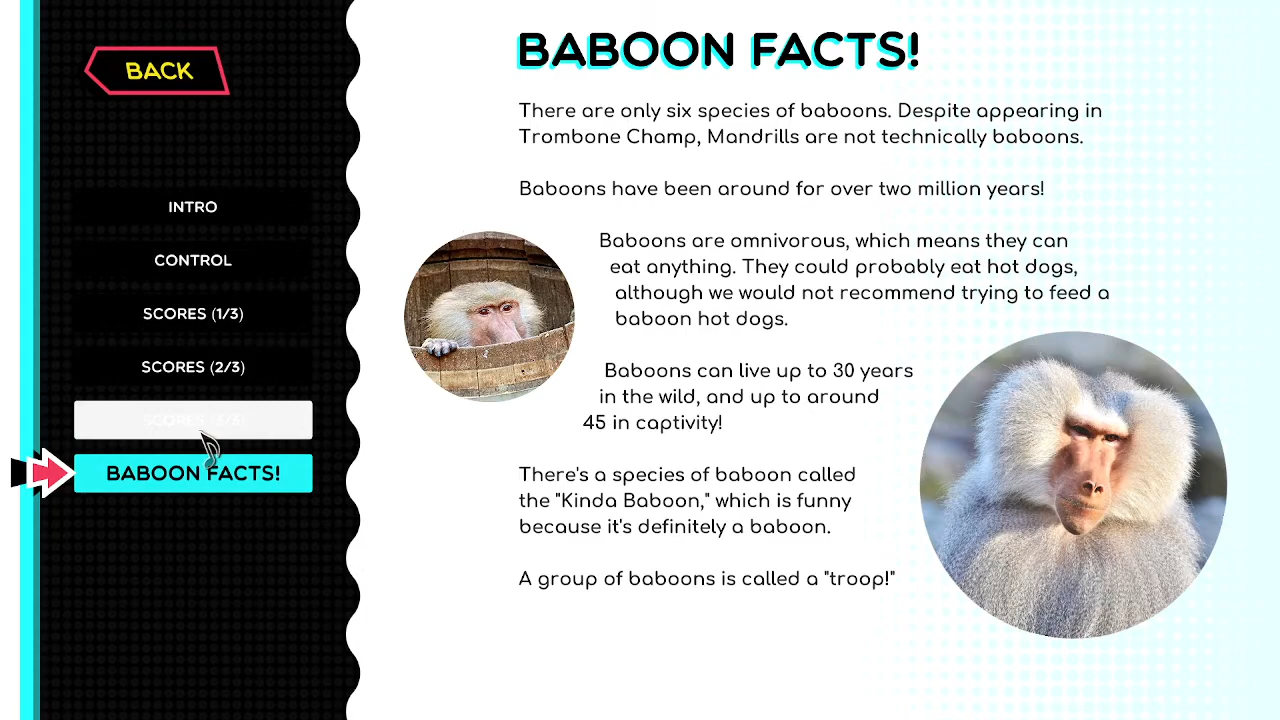 BACK
INTRO
CONTROL
SCORES (1/3)
SCORES (2/3)
SCORES (3/3)
BABOON FACTS!
BABOON FACTS!
There are only six species of baboons. Despite appearing in
Trombone Champ, Mandrills are not technically baboons.
Baboons have been around for over two million years!
Baboons are omnivorous, which means they can
eat anything. They could probably eat hot dogs,
although we would not recommend trying to feed a
baboon hot dogs.
Baboons can live up to 30 years
in the wild, and up to around
45 in captivity!
There's a species of baboon called
the "Kinda Baboon," which is funny
because it's definitely a baboon.
A group of baboons is called a "troop!"